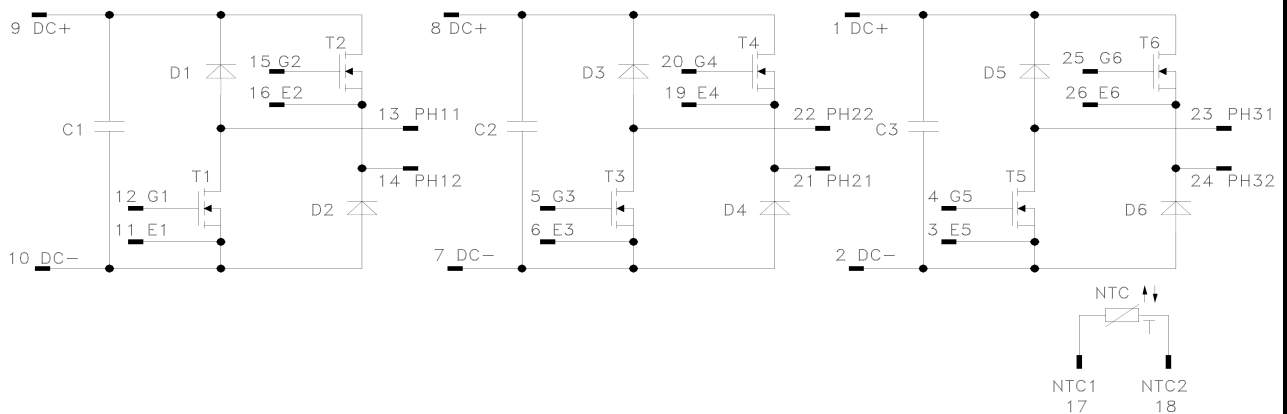 9 DC+
T2
15 G2
D1
16 E2
13 PH11
C1
14 PH12
T1
12 G1
D2
11 E1
10 DC-
8 DC+
T4
20 G4
D3
19 E4
22 PH22
C2
21 PH21
T3
5 G3
D4
6 E3
7 DC-
1 DC+
T6
25 G6
D5
26 E6
23 PH31
C3
24 PH32
T5
4 G5
D6
3 E5
2 DC-
NTC
T
NTC1
17
NTC2
18